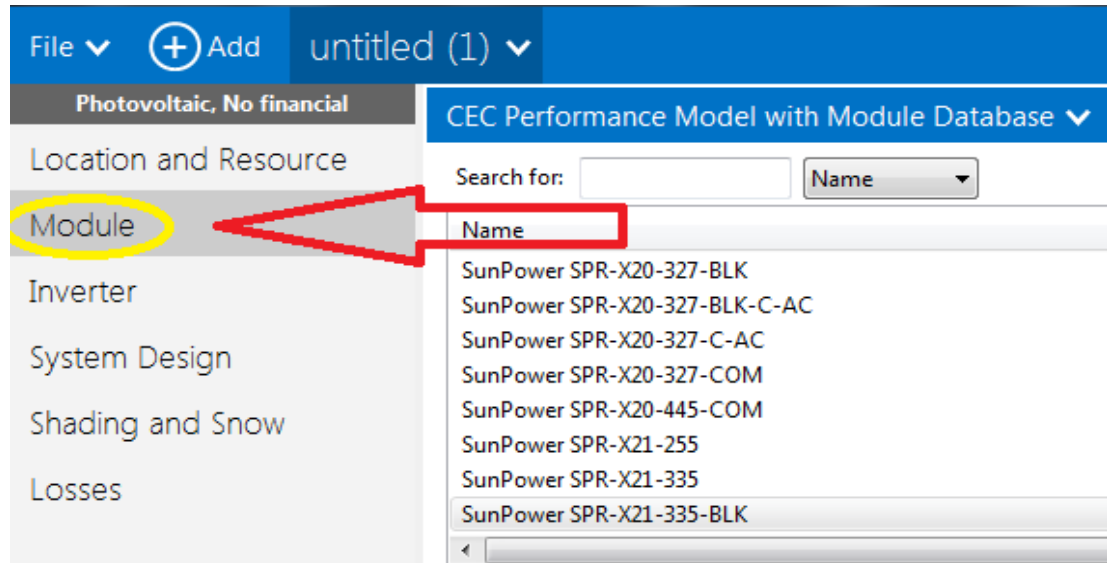 File Add untitled (1)
Photovoltaic, No financial
Location and Resource
Module
Inverter
System Design
Shading and Snow
Losses
CEC Performance Model with Module Database
Search for: Name
Name
SunPower SPR-X20-327-BLK
SunPower SPR-X20-327-BLK-C-AC
SunPower SPR-X20-327-C-AC
SunPower SPR-X20-327-COM
SunPower SPR-X20-445-COM
SunPower SPR-X21-255
SunPower SPR-X21-335
SunPower SPR-X21-335-BLK